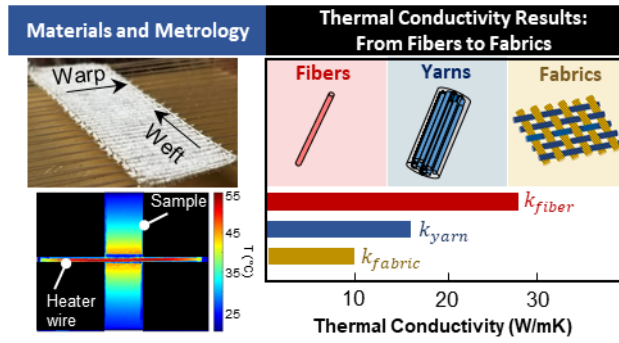 Materials and Metrology
Warp
Weft
Sample
Heater
wire
55
45
35
25
T (°C)
Thermal Conductivity Results:
From Fibers to Fabrics
Fibers
Yarns
Fabrics
k_fiber
k_yarn
k_fabric
10
20
30
Thermal Conductivity (W/mK)